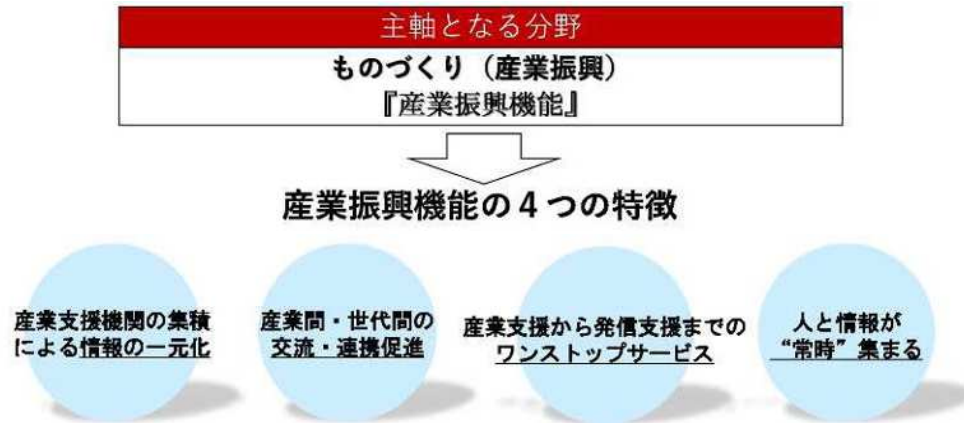 主軸となる分野
ものづくり（産業振興）
『産業振興機能』
産業振興機能の４つの特徴
産業支援機関の集積
による情報の一元化
産業間・世代間の
交流・連携促進
産業支援から発信支援までの
ワンストップサービス
人と情報が
“常時”集まる